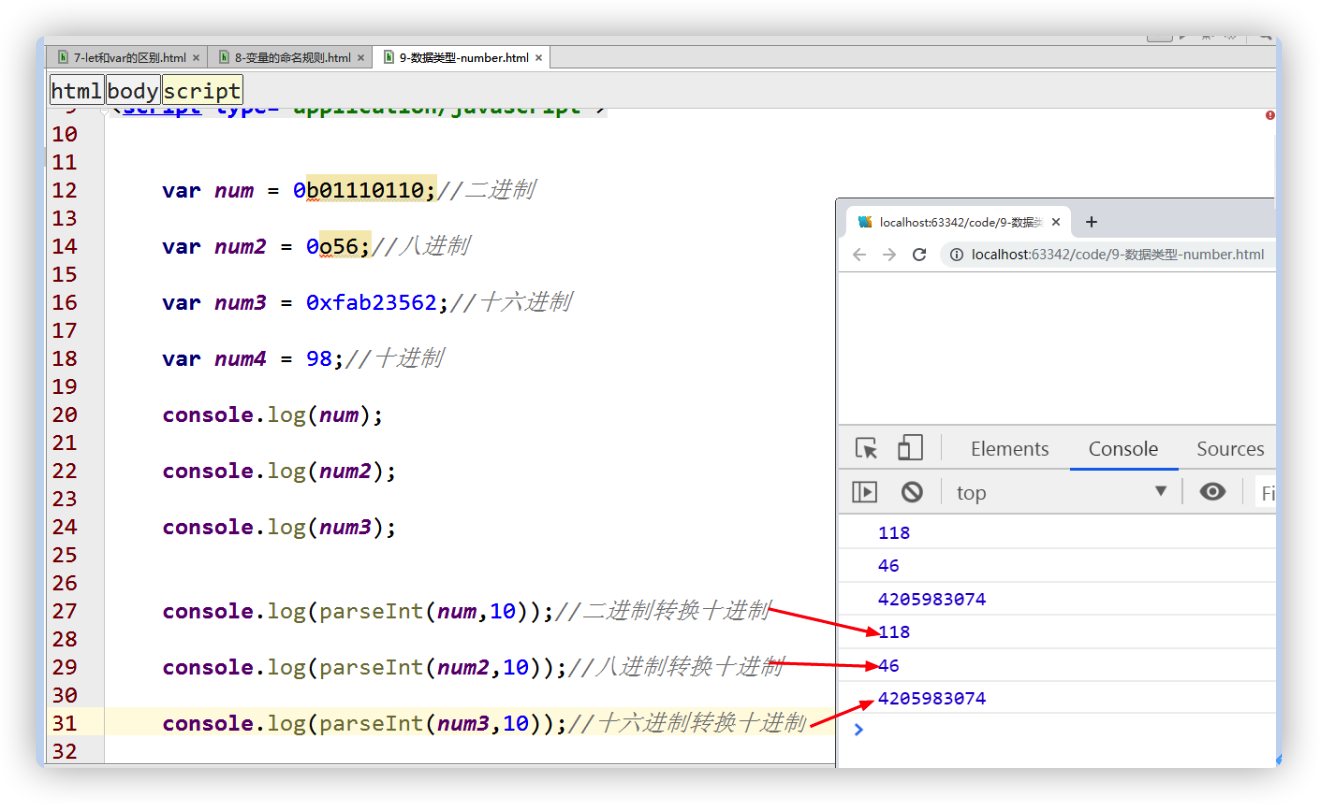 7-let和var的区别.html × 8-变量的命名规则.html × 9-数据类型-number.html ×
html body script
9 <script type="application/javascript">
10
11
12 var num = 0b01110110;//二进制
13
14 var num2 = 0o56;//八进制
15
16 var num3 = 0xfab23562;//十六进制
17
18 var num4 = 98;//十进制
19
20 console.log(num);
21
22 console.log(num2);
23
24 console.log(num3);
25
26
27 console.log(parseInt(num,10));//二进制转换十进制
28
29 console.log(parseInt(num2,10));//八进制转换十进制
30
31 console.log(parseInt(num3,10));//十六进制转换十进制
32
localhost:63342/code/9-数据 × +
localhost:63342/code/9-数据类型-number.html
Elements Console Sources
top Fi
118
46
4205983074
118
46
4205983074
>